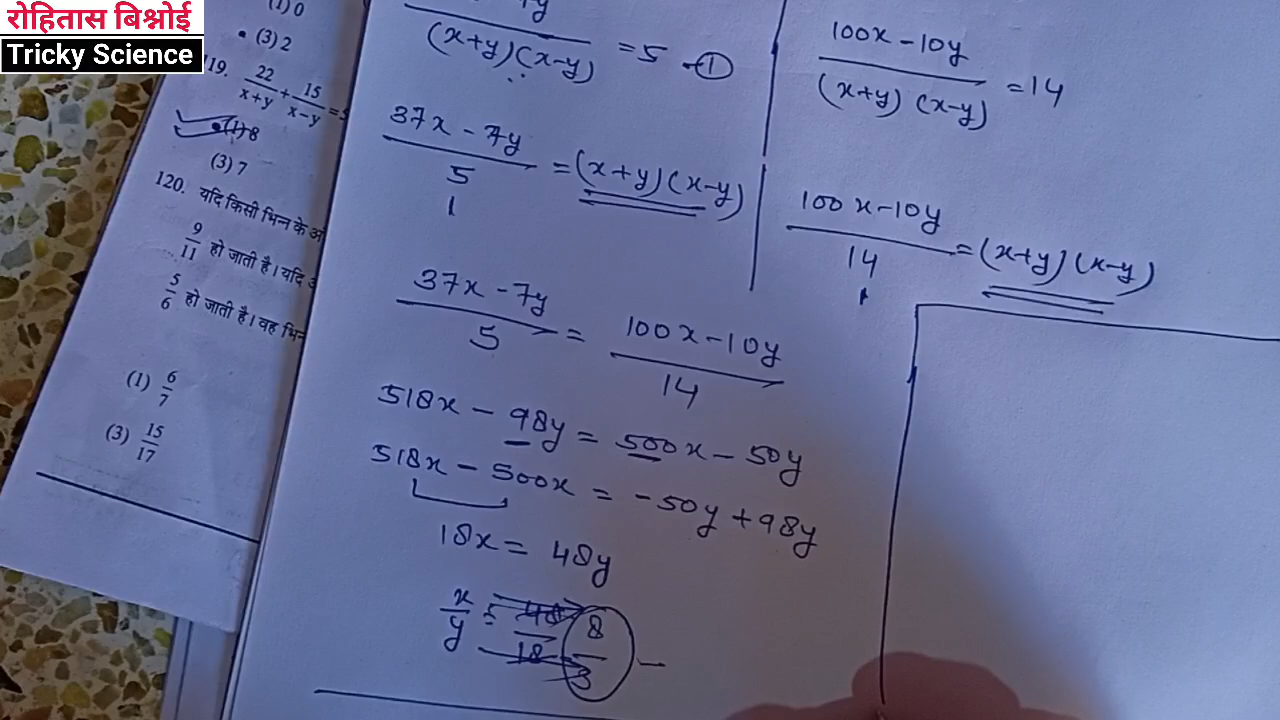 रोहितास बिश्नोई
Tricky Science
(1) 0
(3) 2
119. 22/(x+y) + 15/(x-y) = 5
(1) 8
(3) 7
120. यदि किसी भिन्न के
9/11 हो जाती है। यदि
5/6 हो जाती है। वह भिन्न
(1) 6/7
(3) 15/17
y/((x+y)(x-y)) = 5 - ①
(37x - 7y)/5 = (x+y)(x-y)
1
(37x - 7y)/5 = (100x - 10y)/14
518x - 98y = 500x - 50y
518x - 500x = -50y + 98y
18x = 48y
x/y = 48/18 = 8/3
(100x - 10y)/((x+y)(x-y)) = 14
(100x - 10y)/14 = (x+y)(x-y)
1